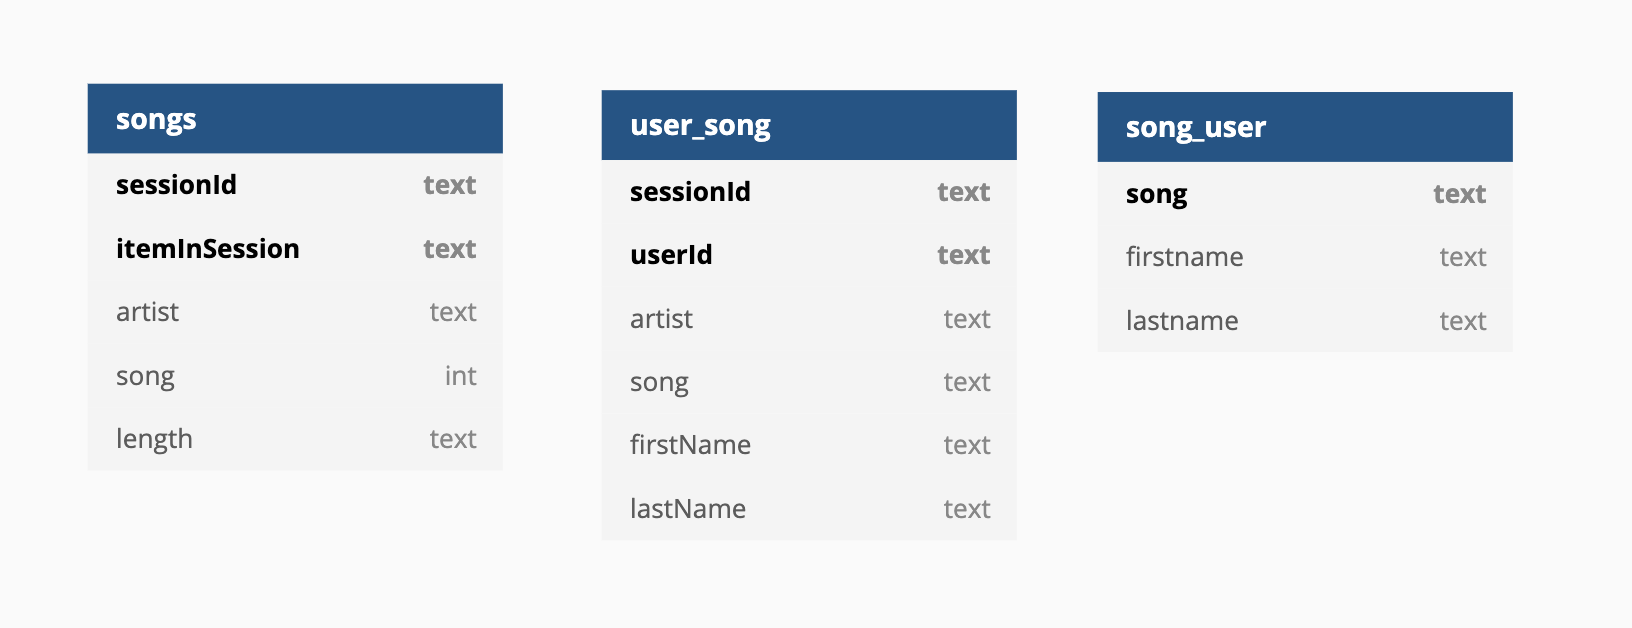 songs
sessionId text
itemInSession text
artist text
song int
length text
user_song
sessionId text
userId text
artist text
song text
firstName text
lastName text
song_user
song text
firstname text
lastname text